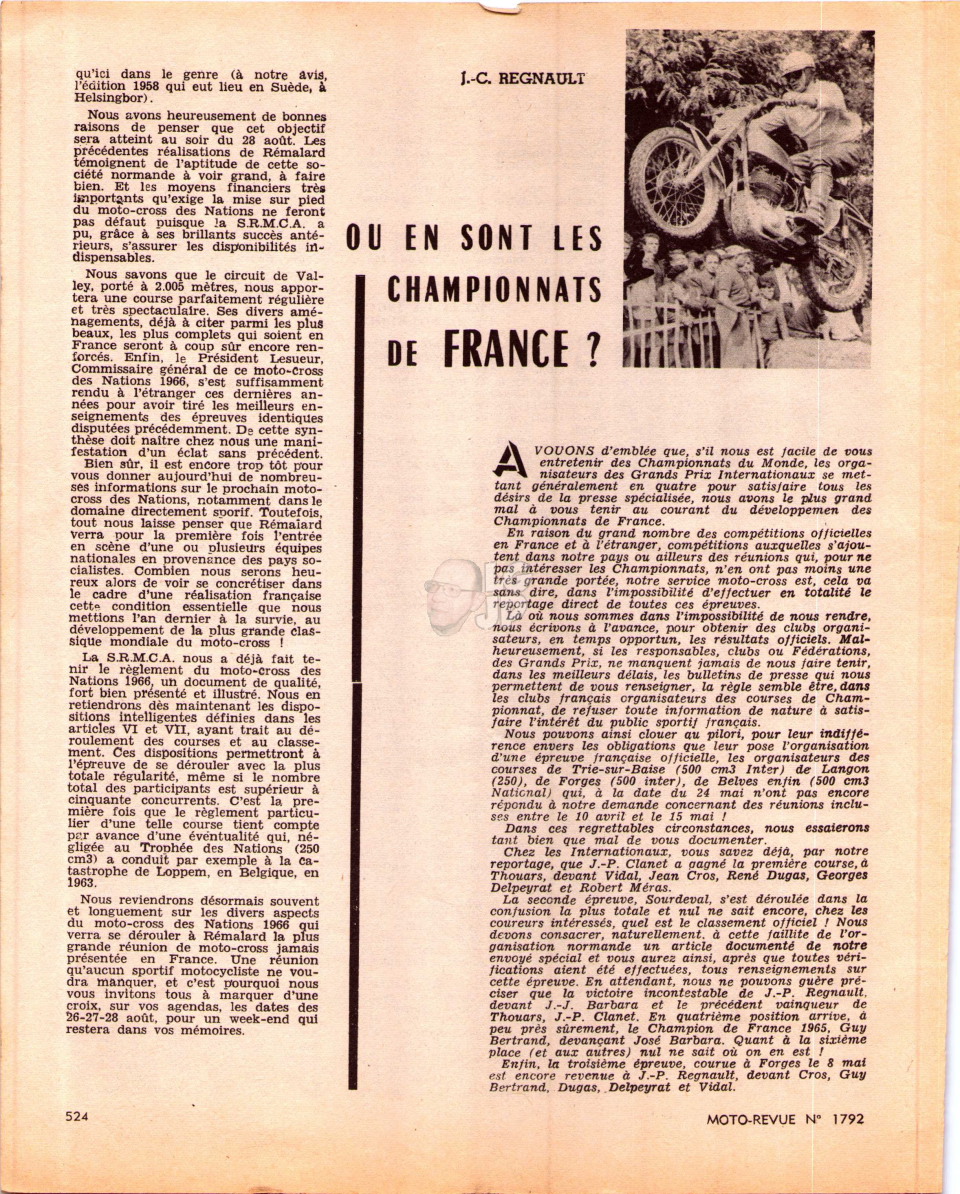 qu'ici dans le genre (à notre avis,
l'édition 1958 qui eut lieu en Suède, à
Helsingbor).
Nous avons heureusement de bonnes
raisons de penser que cet objectif
sera atteint au soir du 28 août. Les
précédentes réalisations de Rémalard
témoignent de l'aptitude de cette so-
ciété normande à voir grand, à faire
bien. Et les moyens financiers très
importants qu'exige la mise sur pied
du moto-cross des Nations ne feront
pas défaut puisque la S.R.M.C.A. a
pu, grâce à ses brillants succès anté-
rieurs, s'assurer les disponibilités in-
dispensables.
Nous savons que le circuit de Val-
ley, porté à 2.005 mètres, nous appor-
tera une course parfaitement régulière
et très spectaculaire. Ses divers amé-
nagements, déjà à citer parmi les plus
beaux, les plus complets qui soient en
France seront à coup sûr encore ren-
forcés. Enfin, le Président Lesueur,
Commissaire général de ce moto-cross
des Nations 1966, s'est suffisamment
rendu à l'étranger ces dernières an-
nées pour avoir tiré les meilleurs en-
seignements des épreuves identiques
disputées précédemment. De cette syn-
thèse doit naître chez nous une mani-
festation d'un éclat sans précédent.
Bien sûr, il est encore trop tôt pour
vous donner aujourd'hui de nombreu-
ses informations sur le prochain moto-
cross des Nations, notamment dans le
domaine directement sporif. Toutefois,
tout nous laisse penser que Rémalard
verra pour la première fois l'entrée
en scène d'une ou plusieurs équipes
nationales en provenance des pays so-
cialistes. Combien nous serons heu-
reux alors de voir se concrétiser dans
le cadre d'une réalisation française
cette condition essentielle que nous
mettions l'an dernier à la survie, au
développement de la plus grande clas-
sique mondiale du moto-cross !
La S.R.M.C.A. nous a déjà fait te-
nir le règlement du moto-cross des
Nations 1966, un document de qualité,
fort bien présenté et illustré. Nous en
retiendrons dès maintenant les dispo-
sitions intelligentes définies dans les
articles VI et VII, ayant trait au dé-
roulement des courses et au classe-
ment. Ces dispositions permettront à
l'épreuve de se dérouler avec la plus
totale régularité, même si le nombre
total des participants est supérieur à
cinquante concurrents. C'est la pre-
mière fois que le règlement particu-
lier d'une telle course tient compte
par avance d'une éventualité qui, né-
gligée au Trophée des Nations (250
cm3) a conduit par exemple à la ca-
tastrophe de Loppem, en Belgique, en
1963.
Nous reviendrons désormais souvent
et longuement sur les divers aspects
du moto-cross des Nations 1966 qui
verra se dérouler à Rémalard la plus
grande réunion de moto-cross jamais
présentée en France. Une réunion
qu'aucun sportif motocycliste ne vou-
dra manquer, et c'est pourquoi nous
vous invitons tous à marquer d'une
croix, sur vos agendas, les dates des
26-27-28 août, pour un week-end qui
restera dans vos mémoires.
J.-C. REGNAULT
OU EN SONT LES
CHAMPIONNATS
DE FRANCE ?
AVOUONS d'emblée que, s'il nous est facile de vous
entretenir des Championnats du Monde, les orga-
nisateurs des Grands Prix Internationaux se met-
tant généralement en quatre pour satisfaire tous les
désirs de la presse spécialisée, nous avons le plus grand
mal à vous tenir au courant du développemen des
Championnats de France.
En raison du grand nombre des compétitions officielles
en France et à l'étranger, compétitions auxquelles s'ajou-
tent dans notre pays ou ailleurs des réunions qui, pour ne
pas intéresser les Championnats, n'en ont pas moins une
très grande portée, notre service moto-cross est, cela va
sans dire, dans l'impossibilité d'effectuer en totalité le
reportage direct de toutes ces épreuves.
Là où nous sommes dans l'impossibilité de nous rendre,
nous écrivons à l'avance, pour obtenir des clubs organi-
sateurs, en temps opportun, les résultats officiels. Mal-
heureusement, si les responsables, clubs ou Fédérations,
des Grands Prix, ne manquent jamais de nous faire tenir,
dans les meilleurs délais, les bulletins de presse qui nous
permettent de vous renseigner, la règle semble être, dans
les clubs français organisateurs des courses de Cham-
pionnat, de refuser toute information de nature à satis-
faire l'intérêt du public sportif français.
Nous pouvons ainsi clouer au pilori, pour leur indiffé-
rence envers les obligations que leur pose l'organisation
d'une épreuve française officielle, les organisateurs des
courses de Trie-sur-Baise (500 cm3 Inter) de Langon
(250), de Forges (500 inter), de Belves enfin (500 cm3
National) qui, à la date du 24 mai n'ont pas encore
répondu à notre demande concernant des réunions inclu-
ses entre le 10 avril et le 15 mai !
Dans ces regrettables circonstances, nous essaierons
tant bien que mal de vous documenter.
Chez les Internationaux, vous savez déjà, par notre
reportage, que J.-P. Clanet a gagné la première course, à
Thouars, devant Vidal, Jean Cros, René Dugas, Georges
Delpeyrat et Robert Méras.
La seconde épreuve, Sourdeval, s'est déroulée dans la
confusion la plus totale et nul ne sait encore, chez les
coureurs intéressés, quel est le classement officiel ! Nous
devons consacrer, naturellement, à cette faillite de l'or-
ganisation normande un article documenté de notre
envoyé spécial et vous aurez ainsi, après que toutes véri-
fications aient été effectuées, tous renseignements sur
cette épreuve. En attendant, nous ne pouvons guère pré-
ciser que la victoire incontestable de J.-P. Regnault,
devant J.-J. Barbara et le précédent vainqueur de
Thouars, J.-P. Clanet. En quatrième position arrive, à
peu près sûrement, le Champion de France 1965, Guy
Bertrand, devançant José Barbara. Quant à la sixième
place (et aux autres) nul ne sait où on en est !
Enfin, la troisième épreuve, courue à Forges le 8 mai
est encore revenue à J.-P. Regnault, devant Cros, Guy
Bertrand, Dugas, Delpeyrat et Vidal.
524
MOTO-REVUE N° 1792